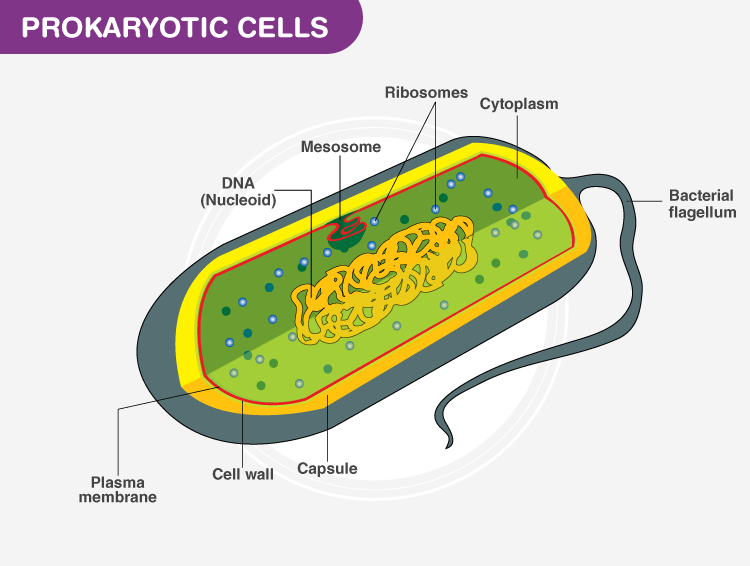 PROKARYOTIC CELLS
Ribosomes
Cytoplasm
Mesosome
DNA
(Nucleoid)
Bacterial
flagellum
Plasma
membrane
Cell wall
Capsule